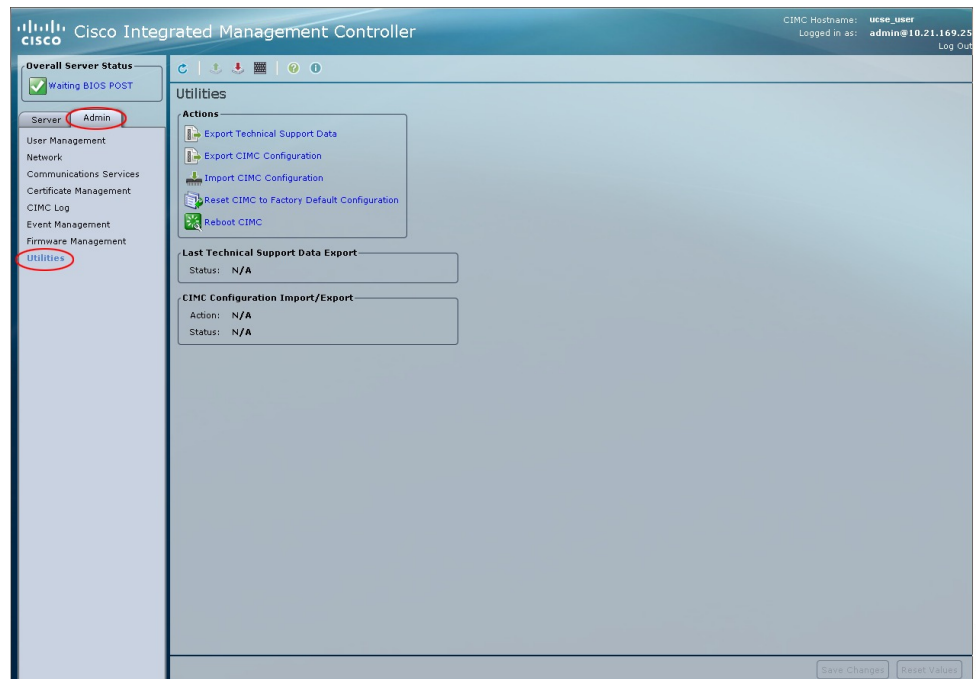 CISCO
Cisco Integrated Management Controller
CIMC Hostname: ucse_user
Logged in as: admin@10.21.169.25
Log Out
Overall Server Status
Waiting BIOS POST
Server
Admin
User Management
Network
Communications Services
Certificate Management
CIMC Log
Event Management
Firmware Management
Utilities
Utilities
Actions
Export Technical Support Data
Export CIMC Configuration
Import CIMC Configuration
Reset CIMC to Factory Default Configuration
Reboot CIMC
Last Technical Support Data Export
Status: N/A
CIMC Configuration Import/Export
Action: N/A
Status: N/A
Save Changes
Reset Values